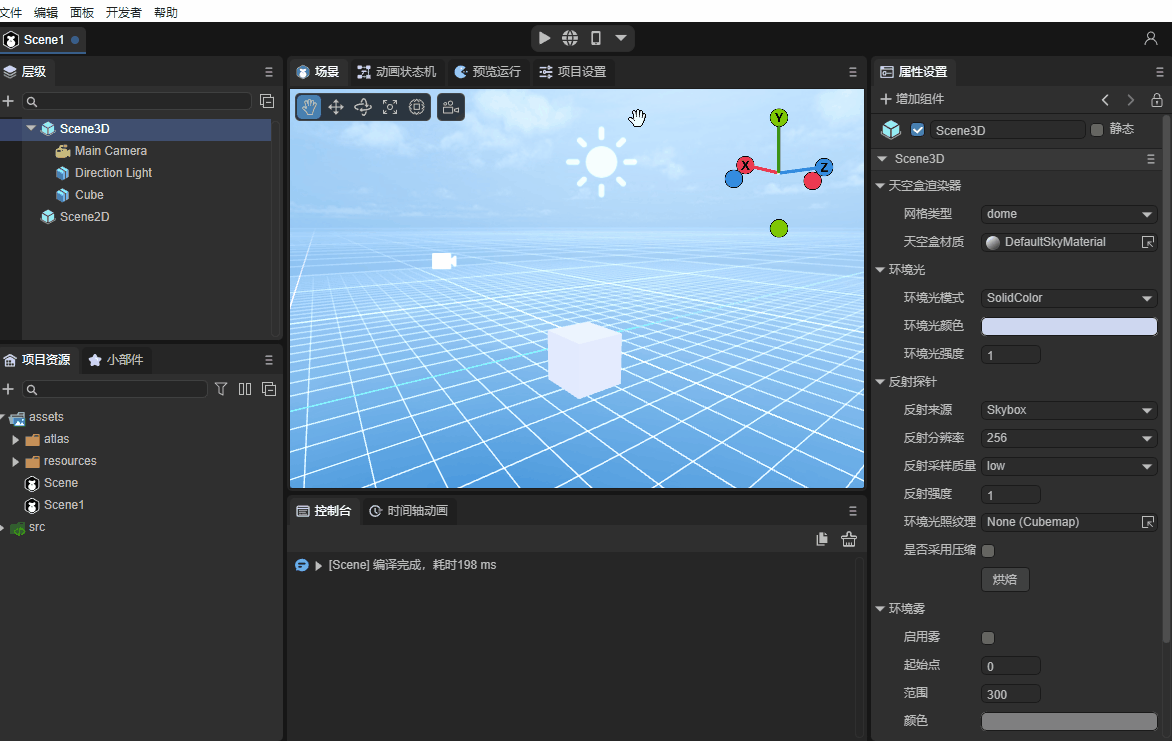 文件 编辑 面板 开发者 帮助
Scene1
层级
Scene3D
Main Camera
Direction Light
Cube
Scene2D
项目资源 小部件
assets
atlas
resources
Scene
Scene1
src
场景 动画状态机 预览运行 项目设置
Y
X
Z
控制台 时间轴动画
[Scene] 编译完成，耗时198 ms
属性设置
增加组件
Scene3D 静态
Scene3D
天空盒渲染器
网格类型 dome
天空盒材质 DefaultSkyMaterial
环境光
环境光模式 SolidColor
环境光颜色
环境光强度 1
反射探针
反射来源 Skybox
反射分辨率 256
反射采样质量 low
反射强度 1
环境光照纹理 None (Cubemap)
是否采用压缩
烘焙
环境雾
启用雾
起始点 0
范围 300
颜色